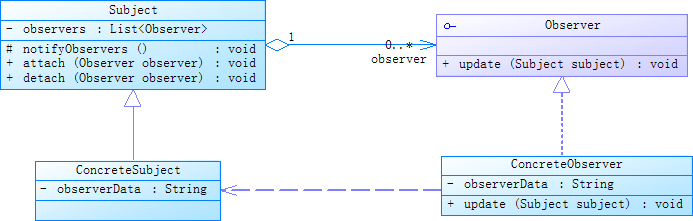 Subject
- observers : List<Observer>
# notifyObservers () : void
+ attach (Observer observer) : void
+ detach (Observer observer) : void
1
0..*
observer
Observer
+ update (Subject subject) : void
ConcreteSubject
- observerData : String
ConcreteObserver
- observerData : String
+ update (Subject subject) : void